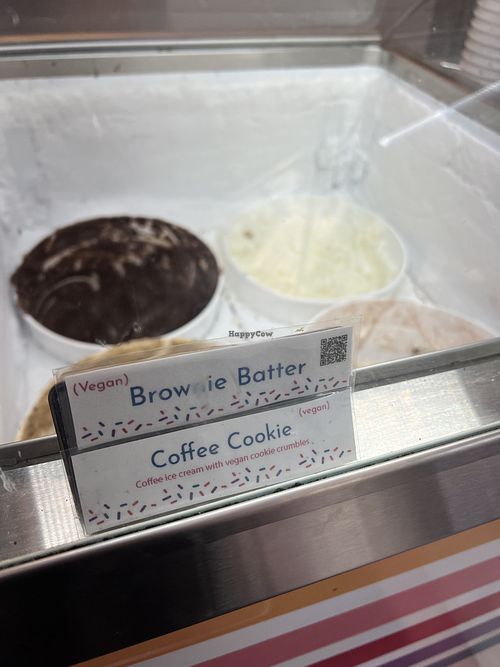 HappyCow
(Vegan)
Brownie Batter
(vegan)
Coffee Cookie
Coffee ice cream with vegan cookie crumbles